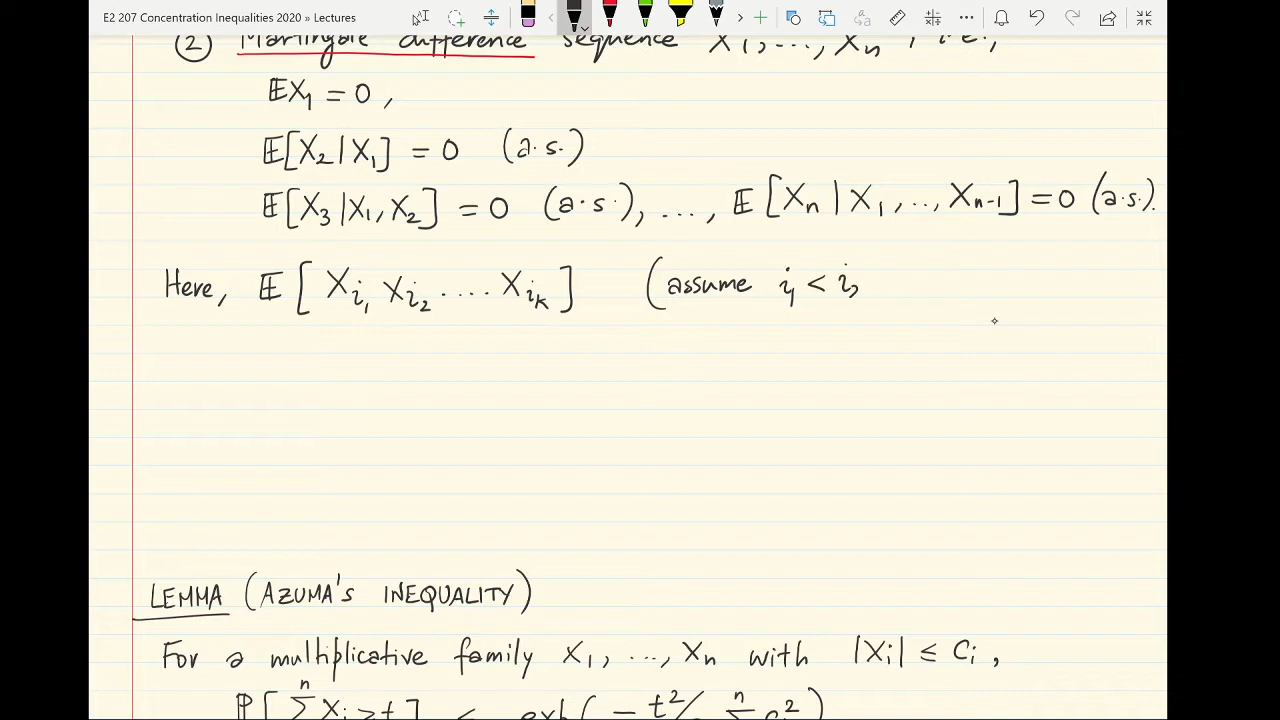 E2 207 Concentration Inequalities 2020 » Lectures
② Martingale difference sequence X₁, ..., Xₙ , i.e.,
𝔼X₁ = 0 ,
𝔼[X₂|X₁] = 0 (a.s.)
𝔼[X₃|X₁, X₂] = 0 (a.s.), ..., 𝔼[Xₙ | X₁, .., Xₙ₋₁] = 0 (a.s.).
Here, 𝔼[ X_{i₁} X_{i₂} .... X_{iₖ} ] (assume i₁ < i
LEMMA (AZUMA'S INEQUALITY)
For a multiplicative family X₁, ..., Xₙ with |Xᵢ| ≤ Cᵢ ,